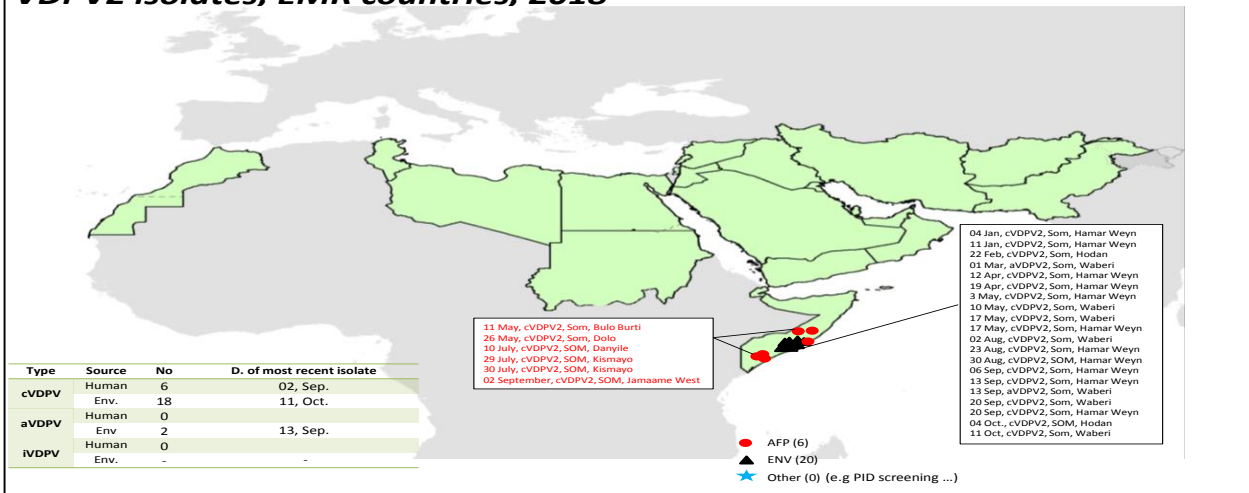 VDPV2 isolates, EMR countries, 2018
04 Jan, cVDPV2, Som, Hamar Weyn
11 Jan, cVDPV2, Som, Hamar Weyn
22 Feb, cVDPV2, Som, Hodan
01 Mar, aVDPV2, Som, Waberi
12 Apr, cVDPV2, Som, Hamar Weyn
19 Apr, cVDPV2, Som, Hamar Weyn
3 May, cVDPV2, Som, Hamar Weyn
10 May, cVDPV2, Som, Waberi
17 May, cVDPV2, Som, Waberi
17 May, cVDPV2, Som, Hamar Weyn
02 Aug, cVDPV2, Som, Waberi
23 Aug, cVDPV2, Som, Hamar Weyn
30 Aug, cVDPV2, SOM, Hamar Weyn
06 Sep, cVDPV2, Som, Hamar Weyn
13 Sep, cVDPV2, Som, Hamar Weyn
13 Sep, aVDPV2, Som, Waberi
20 Sep, cVDPV2, Som, Waberi
20 Sep, cVDPV2, Som, Hamar Weyn
04 Oct., cVDPV2, SOM, Hodan
11 Oct, cVDPV2, Som, Waberi
11 May, cVDPV2, Som, Bulo Burti
26 May, cVDPV2, Som, Dolo
10 July, cVDPV2, SOM, Danyile
29 July, cVDPV2, SOM, Kismayo
30 July, cVDPV2, SOM, Kismayo
02 September, cVDPV2, SOM, Jamaame West
Type Source No D. of most recent isolate
cVDPV Human 6 02, Sep.
Env. 18 11, Oct.
aVDPV Human 0
Env 2 13, Sep.
iVDPV Human 0
Env. - -
AFP (6)
ENV (20)
Other (0) (e.g PID screening ...)